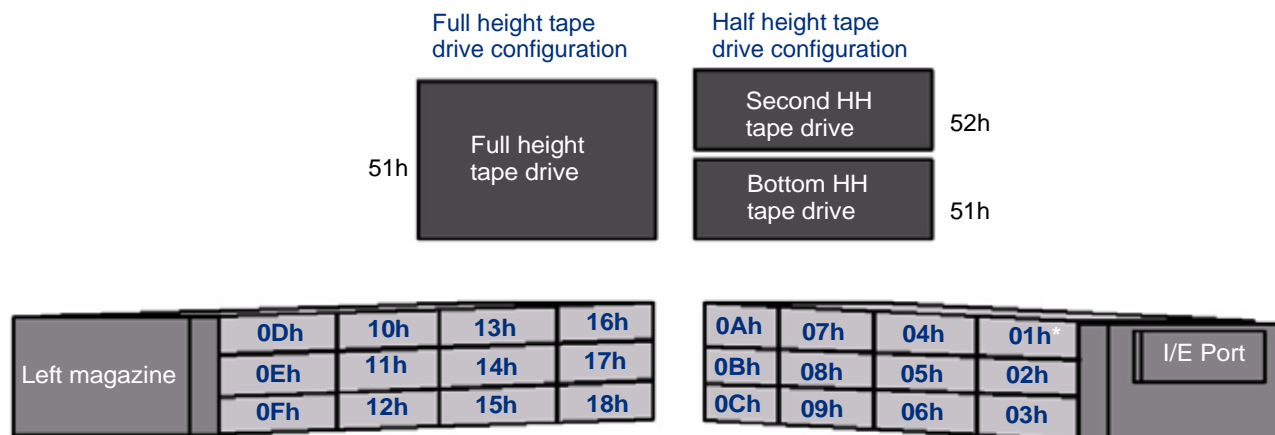 Full height tape
drive configuration
Half height tape
drive configuration
51h
Full height
tape drive
Second HH
tape drive
52h
Bottom HH
tape drive
51h
Left magazine
0Dh 10h 13h 16h
0Eh 11h 14h 17h
0Fh 12h 15h 18h
0Ah 07h 04h 01h*
0Bh 08h 05h 02h
0Ch 09h 06h 03h
I/E Port